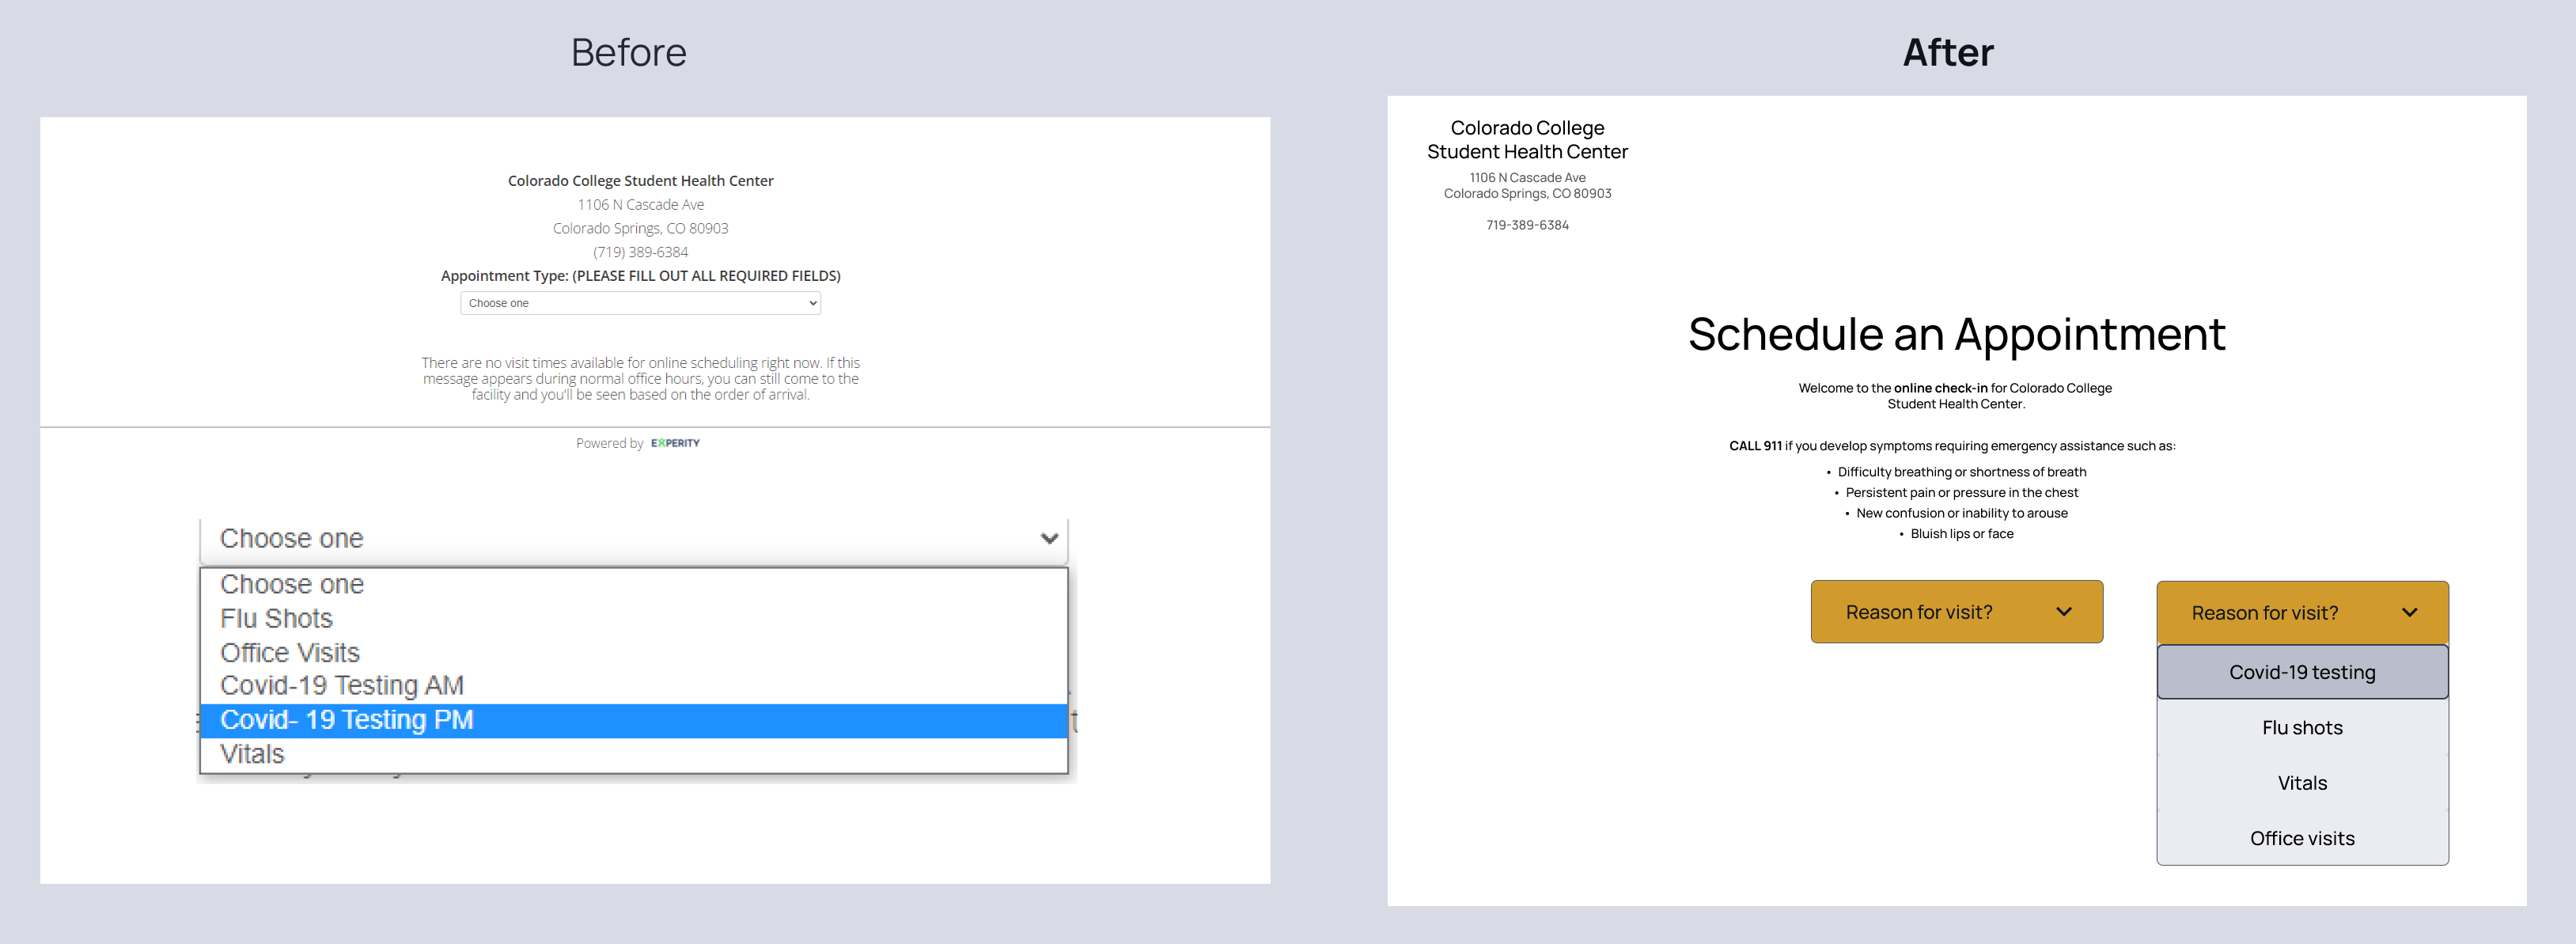 Before
Colorado College Student Health Center
1106 N Cascade Ave
Colorado Springs, CO 80903
(719) 389-6384
Appointment Type: (PLEASE FILL OUT ALL REQUIRED FIELDS)
Choose one
There are no visit times available for online scheduling right now. If this
message appears during normal office hours, you can still come to the
facility and you'll be seen based on the order of arrival.
Powered by EXPERITY
Choose one
Choose one
Flu Shots
Office Visits
Covid-19 Testing AM
Covid- 19 Testing PM
Vitals
After
Colorado College
Student Health Center
1106 N Cascade Ave
Colorado Springs, CO 80903
719-389-6384
Schedule an Appointment
Welcome to the online check-in for Colorado College
Student Health Center.
CALL 911 if you develop symptoms requiring emergency assistance such as:
• Difficulty breathing or shortness of breath
• Persistent pain or pressure in the chest
• New confusion or inability to arouse
• Bluish lips or face
Reason for visit?
Reason for visit?
Covid-19 testing
Flu shots
Vitals
Office visits